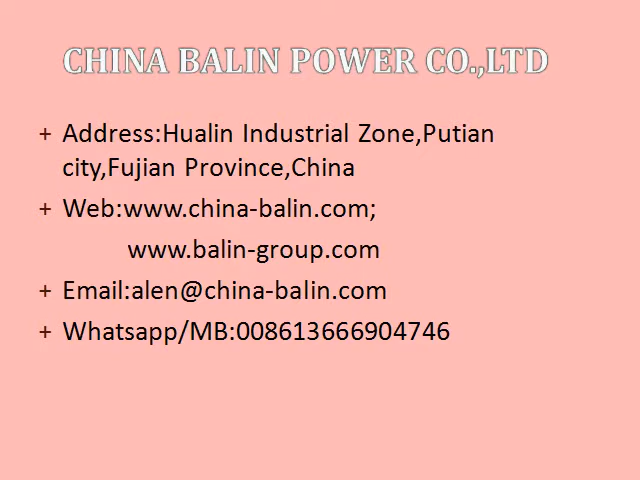 CHINA BALIN POWER CO.,LTD
+ Address:Hualin Industrial Zone,Putian
city,Fujian Province,China
+ Web:www.china-balin.com;
www.balin-group.com
+ Email:alen@china-balin.com
+ Whatsapp/MB:008613666904746